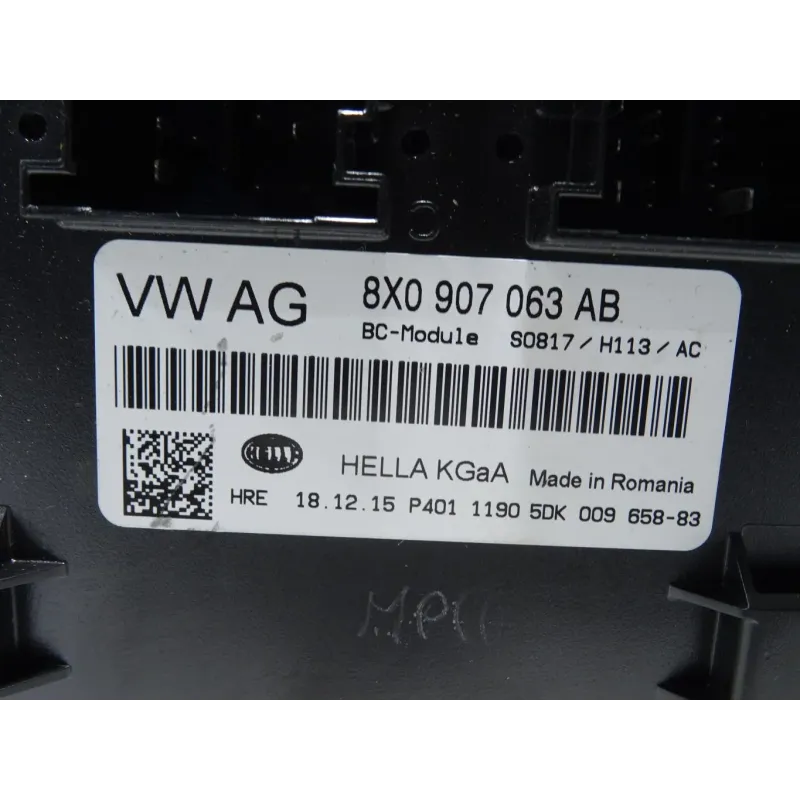 VW AG 8X0 907 063 AB
BC-Module S0817/H113/AC
HELLA
HELLA KGaA Made in Romania
HRE 18.12.15 P401 1190 5DK 009 658-83